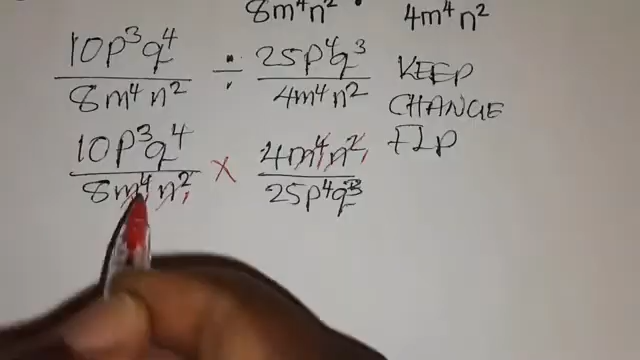 8m⁴n² · 4m⁴n²
10p³q⁴ ÷ 25p⁴q³ KEEP
8m⁴n² 4m⁴n² CHANGE
10p³q⁴ × 4m⁴n² FLIP
8m⁴n² 25p⁴q³